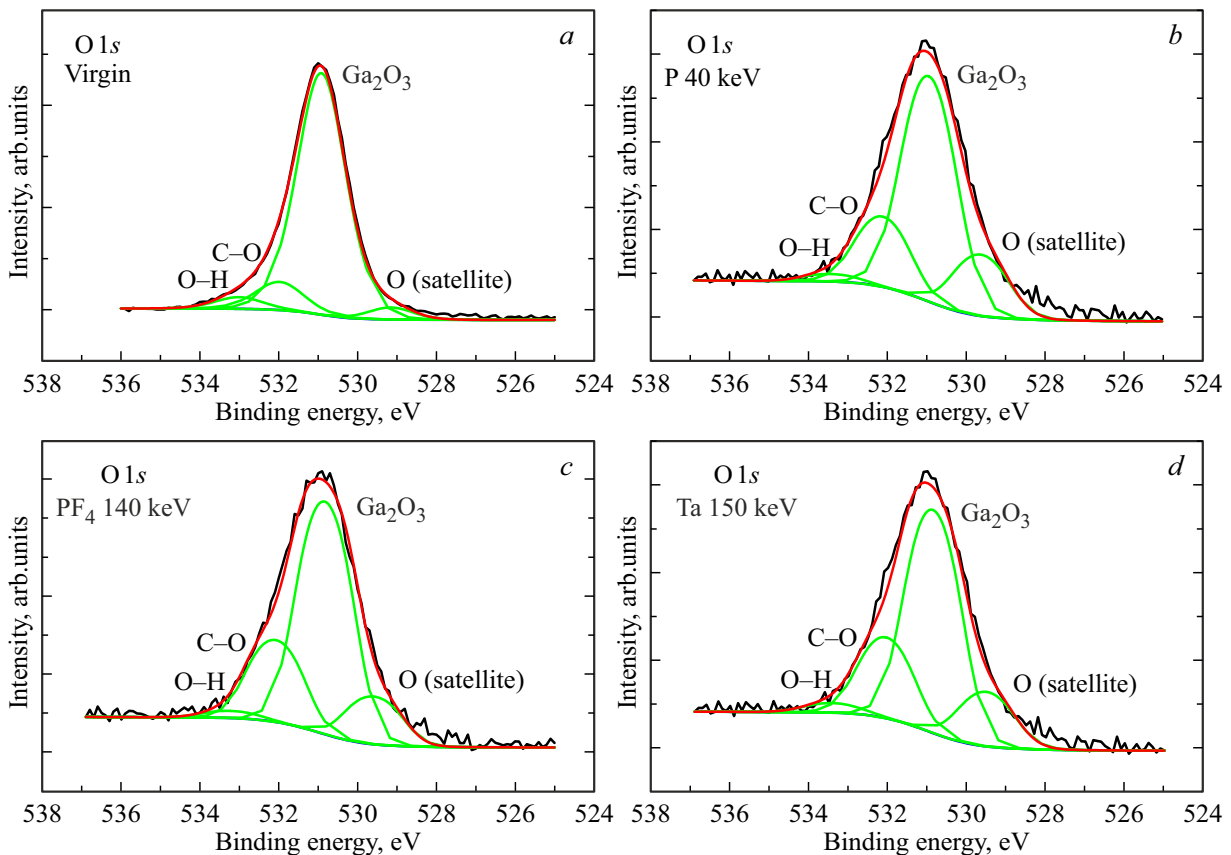 O 1s
Virgin
a
Ga₂O₃
C–O
O–H
O (satellite)
Intensity, arb.units
538 536 534 532 530 528 526 524
Binding energy, eV
O 1s
P 40 keV
b
Ga₂O₃
C–O
O–H
O (satellite)
Intensity, arb.units
538 536 534 532 530 528 526 524
Binding energy, eV
O 1s
PF₄ 140 keV
c
Ga₂O₃
C–O
O–H
O (satellite)
Intensity, arb.units
538 536 534 532 530 528 526 524
Binding energy, eV
O 1s
Ta 150 keV
d
Ga₂O₃
C–O
O–H
O (satellite)
Intensity, arb.units
538 536 534 532 530 528 526 524
Binding energy, eV